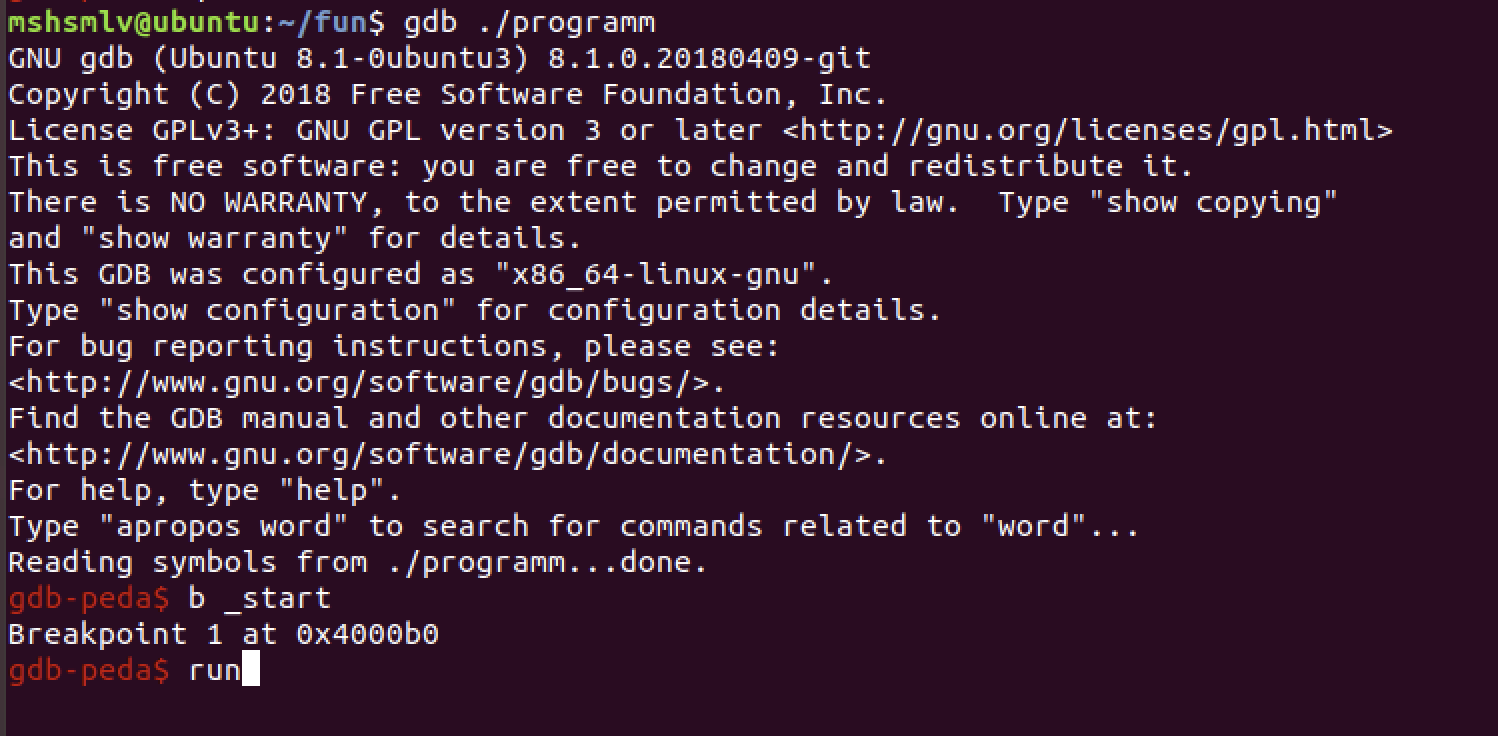 mshsmlv@ubuntu:~/fun$ gdb ./programm
GNU gdb (Ubuntu 8.1-0ubuntu3) 8.1.0.20180409-git
Copyright (C) 2018 Free Software Foundation, Inc.
License GPLv3+: GNU GPL version 3 or later <http://gnu.org/licenses/gpl.html>
This is free software: you are free to change and redistribute it.
There is NO WARRANTY, to the extent permitted by law.  Type "show copying"
and "show warranty" for details.
This GDB was configured as "x86_64-linux-gnu".
Type "show configuration" for configuration details.
For bug reporting instructions, please see:
<http://www.gnu.org/software/gdb/bugs/>.
Find the GDB manual and other documentation resources online at:
<http://www.gnu.org/software/gdb/documentation/>.
For help, type "help".
Type "apropos word" to search for commands related to "word"...
Reading symbols from ./programm...done.
gdb-peda$ b _start
Breakpoint 1 at 0x4000b0
gdb-peda$ run